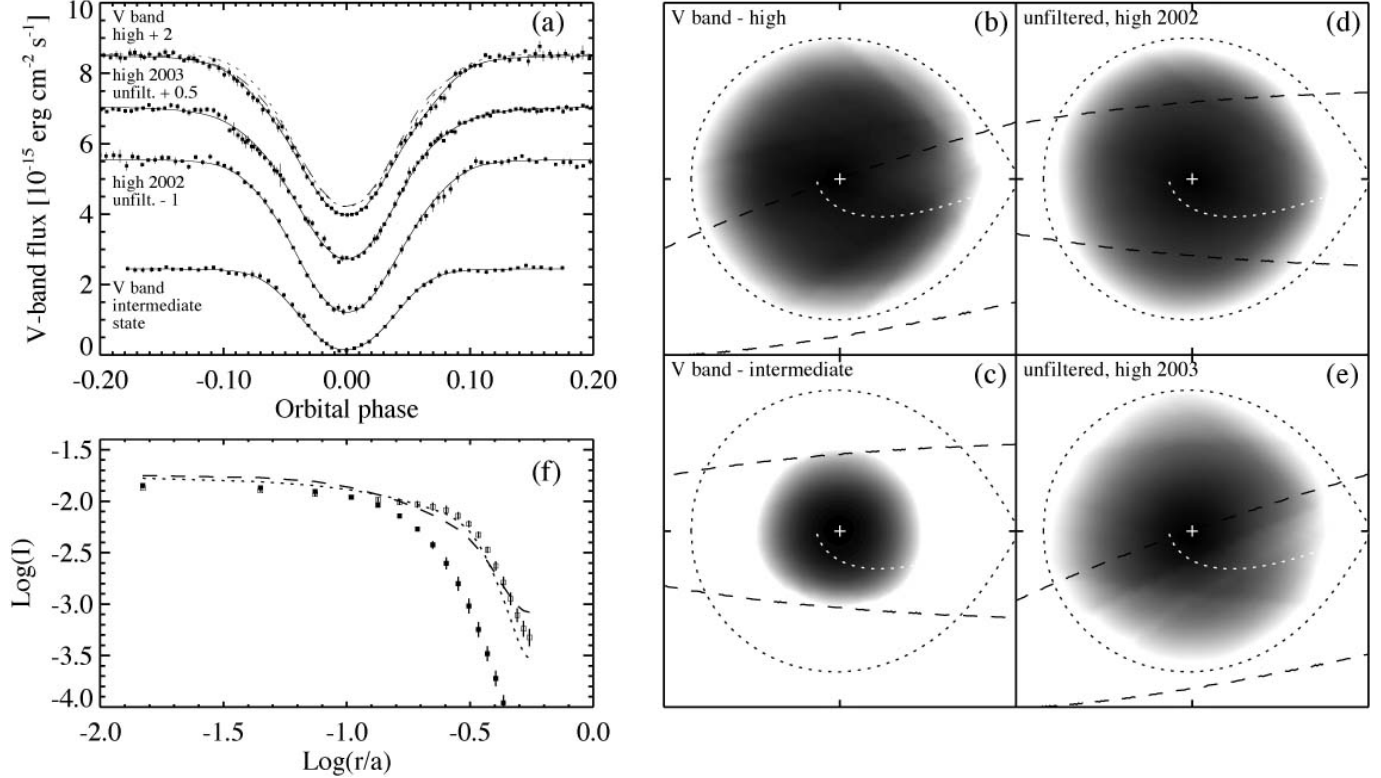 V band
high + 2
(a)
high 2003
unfilt. + 0.5
high 2002
unfilt. - 1
V band
intermediate
state
V-band flux [10⁻¹⁵ erg cm⁻² s⁻¹]
10
8
6
4
2
0
-0.20 -0.10 0.00 0.10 0.20
Orbital phase
V band - high (b)
unfiltered, high 2002 (d)
V band - intermediate (c)
unfiltered, high 2003 (e)
(f)
Log(I)
-1.5
-2.0
-2.5
-3.0
-3.5
-4.0
-2.0 -1.5 -1.0 -0.5 0.0
Log(r/a)